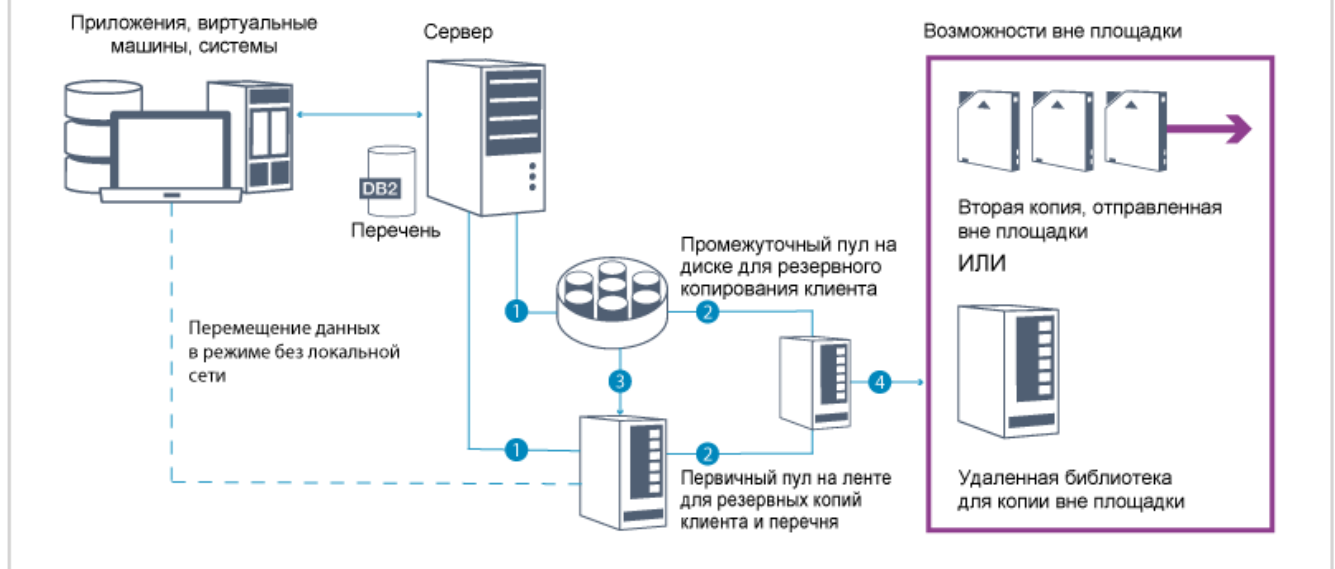 Приложения, виртуальные
машины, системы
Сервер
Возможности вне площадки
DB2
Перечень
Вторая копия, отправленная
вне площадки
ИЛИ
Промежуточный пул на
диске для резервного
копирования клиента
1
2
Перемещение данных
в режиме без локальной
сети
3
4
1
2
Первичный пул на ленте
для резервных копий
клиента и перечня
Удаленная библиотека
для копии вне площадки